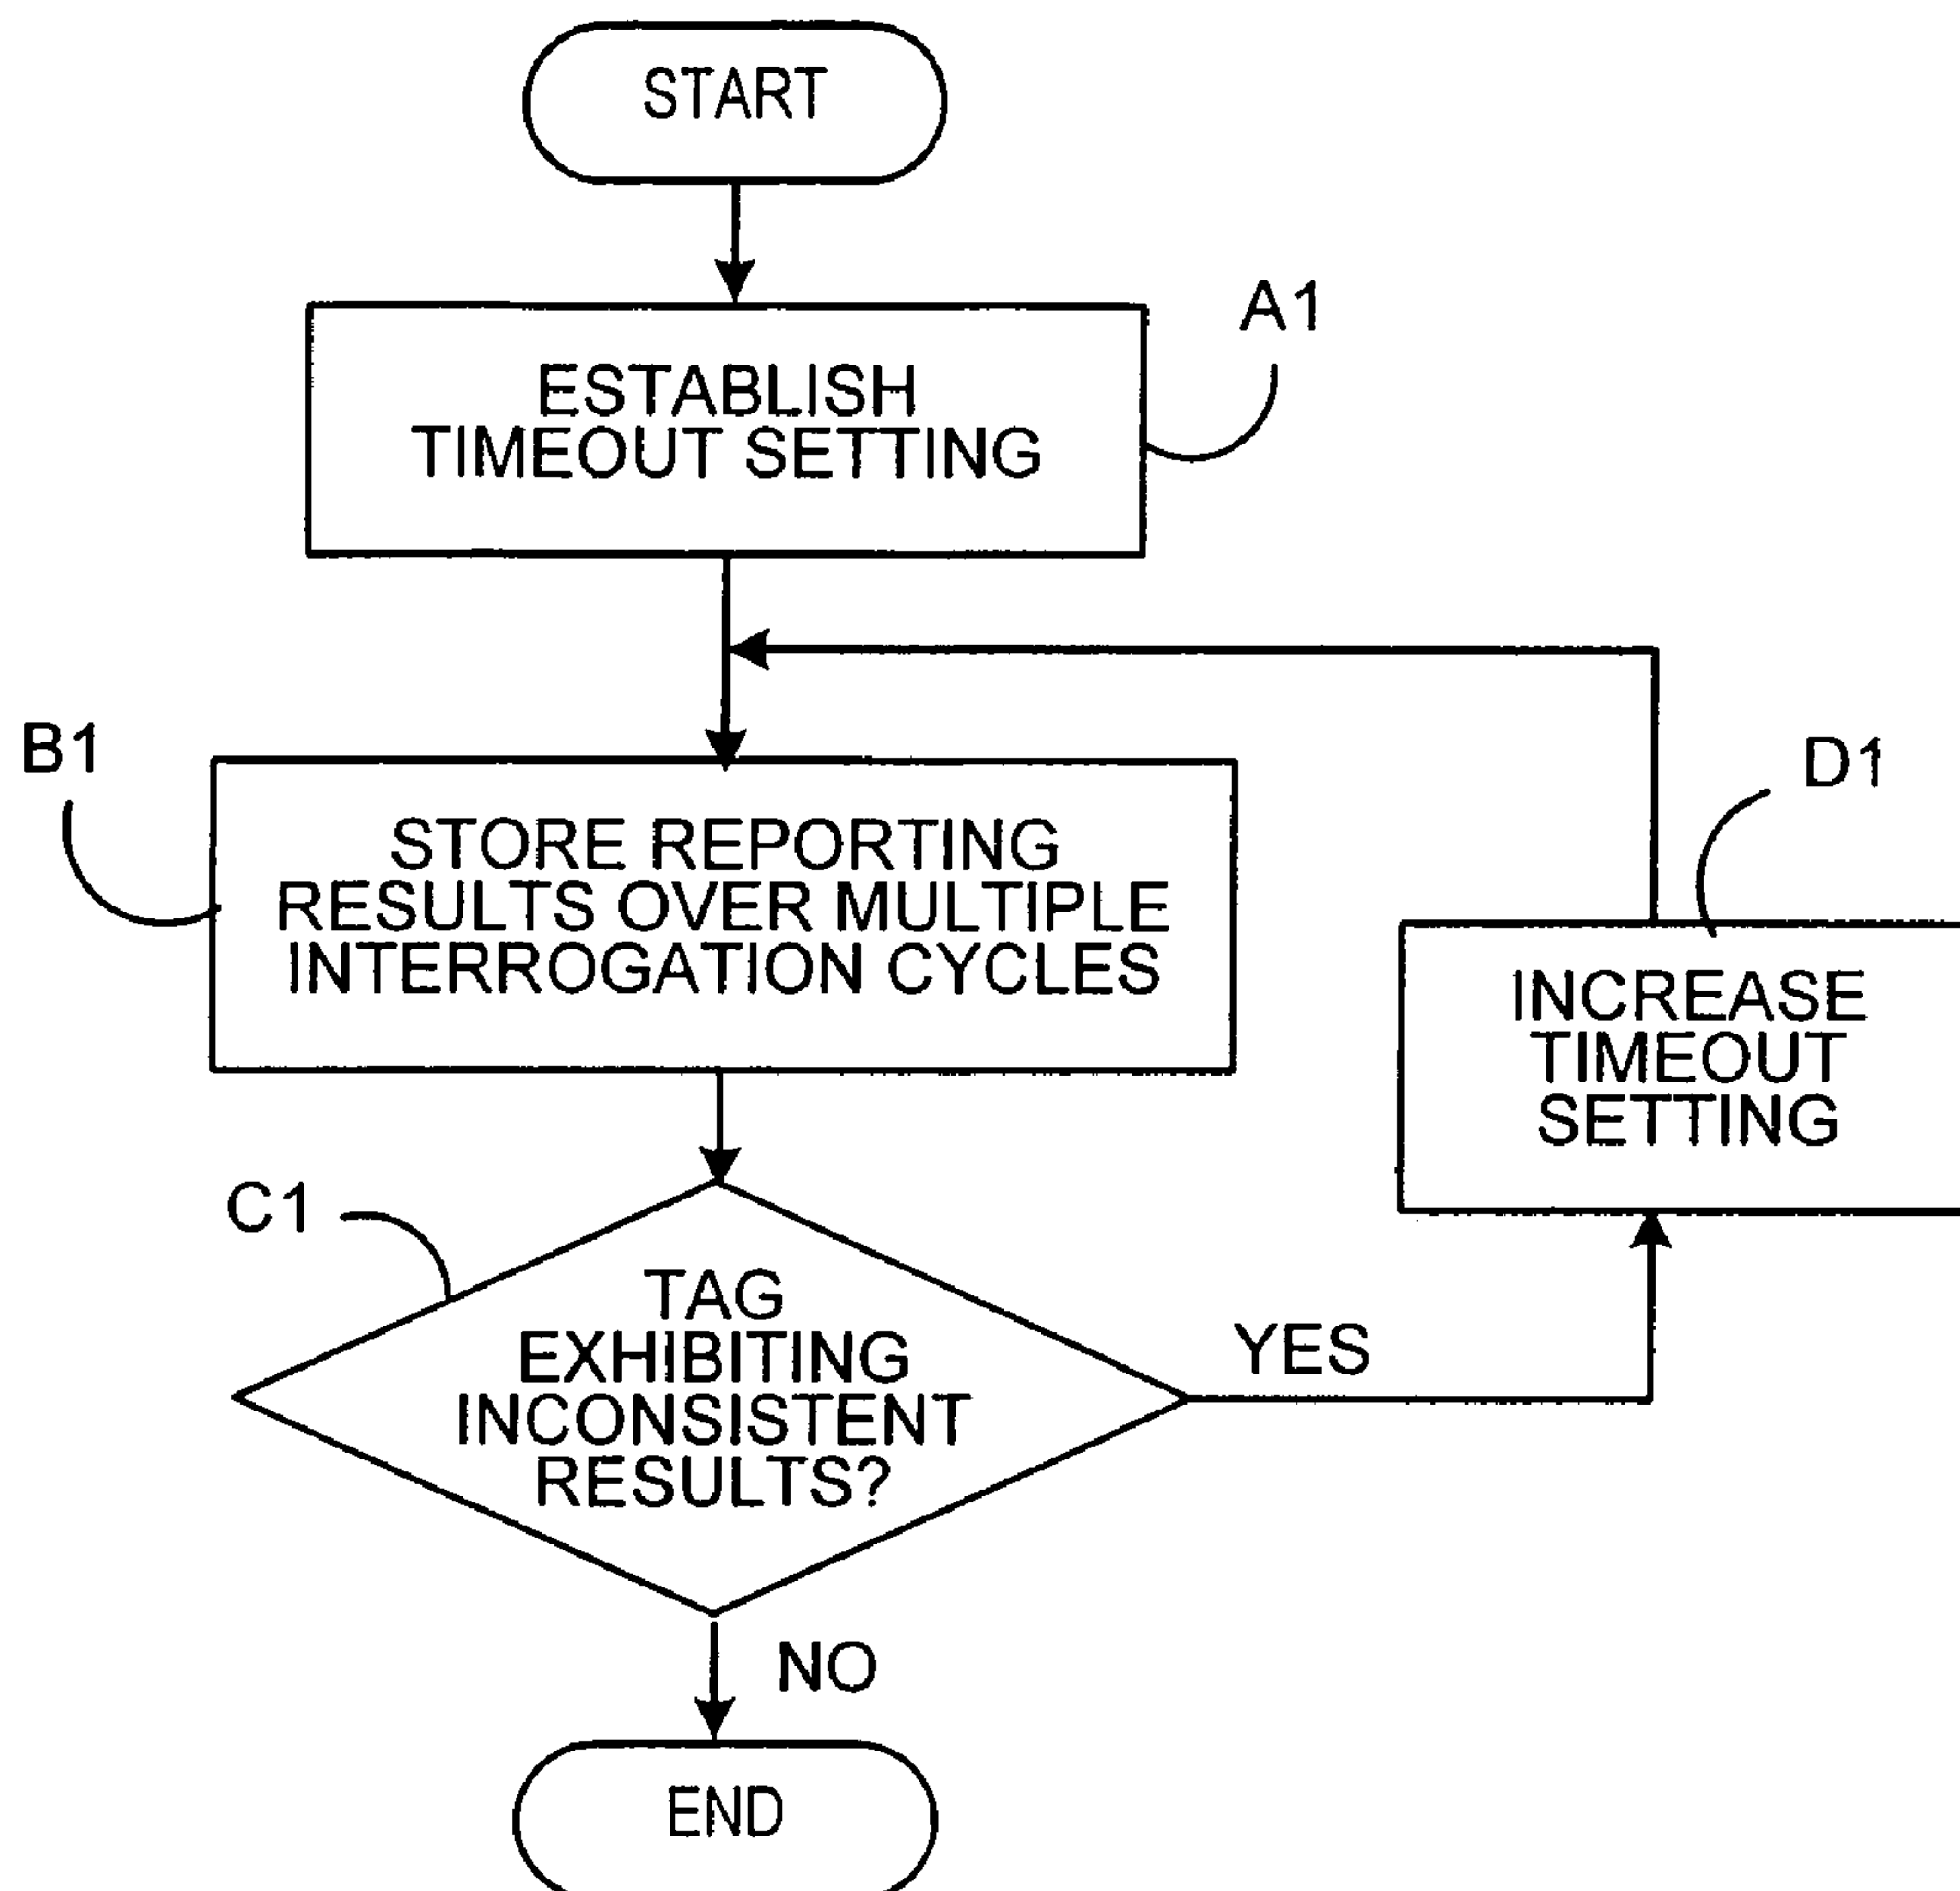 START
A1
ESTABLISH
TIMEOUT SETTING
B1
STORE REPORTING
RESULTS OVER MULTIPLE
INTERROGATION CYCLES
D1
INCREASE
TIMEOUT
SETTING
C1
TAG
EXHIBITING
INCONSISTENT
RESULTS?
YES
NO
END